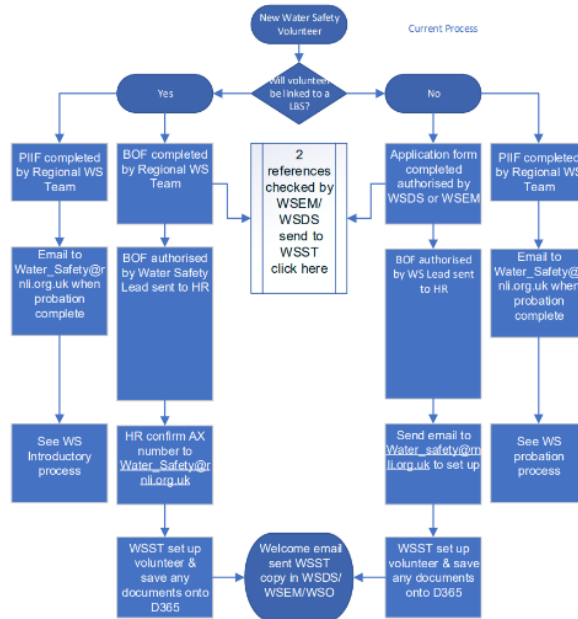 New Water Safety
Volunteer
Current Process
Will volunteer
be linked to a
LBS?
Yes
No
PIIF completed
by Regional WS
Team
BOF completed
by Regional WS
Team
2
references
checked by
WSEM/
WSDS
send to
WSST
click here
Application form
completed
authorised by
WSDS or WSEM
PIIF completed
by Regional WS
Team
Email to
Water_Safety@r
nli.org.uk when
probation
complete
BOF authorised
by Water Safety
Lead sent to HR
BOF authorised
by WS Lead sent
to HR
Email to
Water_Safety@r
nli.org.uk when
probation
complete
See WS
Introductory
process
HR confirm AX
number to
Water_Safety@r
nli.org.uk
Send email to
Water_safety@rn
li.org.uk to set up
See WS
probation
process
WSST set up
volunteer &
save any
documents onto
D365
Welcome email
sent WSST
copy in WSDS/
WSEM/WSO
WSST set up
volunteer & save
any documents
onto D365